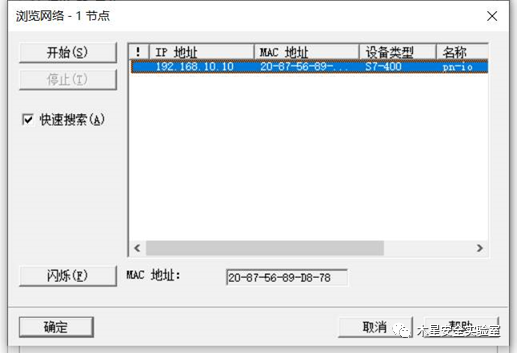 浏览网络 - 1 节点
开始(S)
停止(T)
快速搜索(A)
! IP 地址 MAC 地址 设备类型 名称
192.168.10.10 20-87-56-89-... S7-400 pn-io
闪烁(F) MAC 地址: 20-87-56-89-D8-78
确定 取消 帮助
木星安全实验室